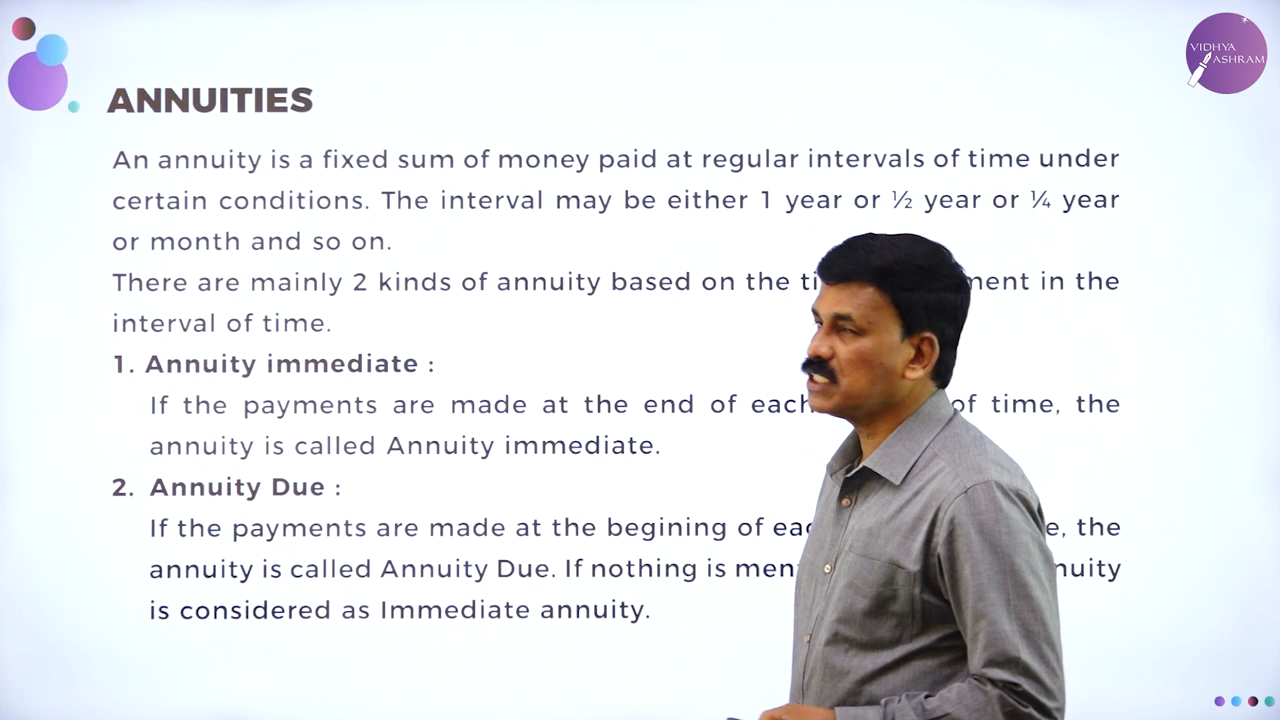 VIDHYA
ASHRAM
ANNUITIES
An annuity is a fixed sum of money paid at regular intervals of time under
certain conditions. The interval may be either 1 year or ½ year or ¼ year
or month and so on.
There are mainly 2 kinds of annuity based on the in the
interval of time.
1. Annuity immediate :
If the payments are made at the end of each of time, the
annuity is called Annuity immediate.
2. Annuity Due :
If the payments are made at the begining of the
annuity is called Annuity Due. If nothing is
is considered as Immediate annuity.